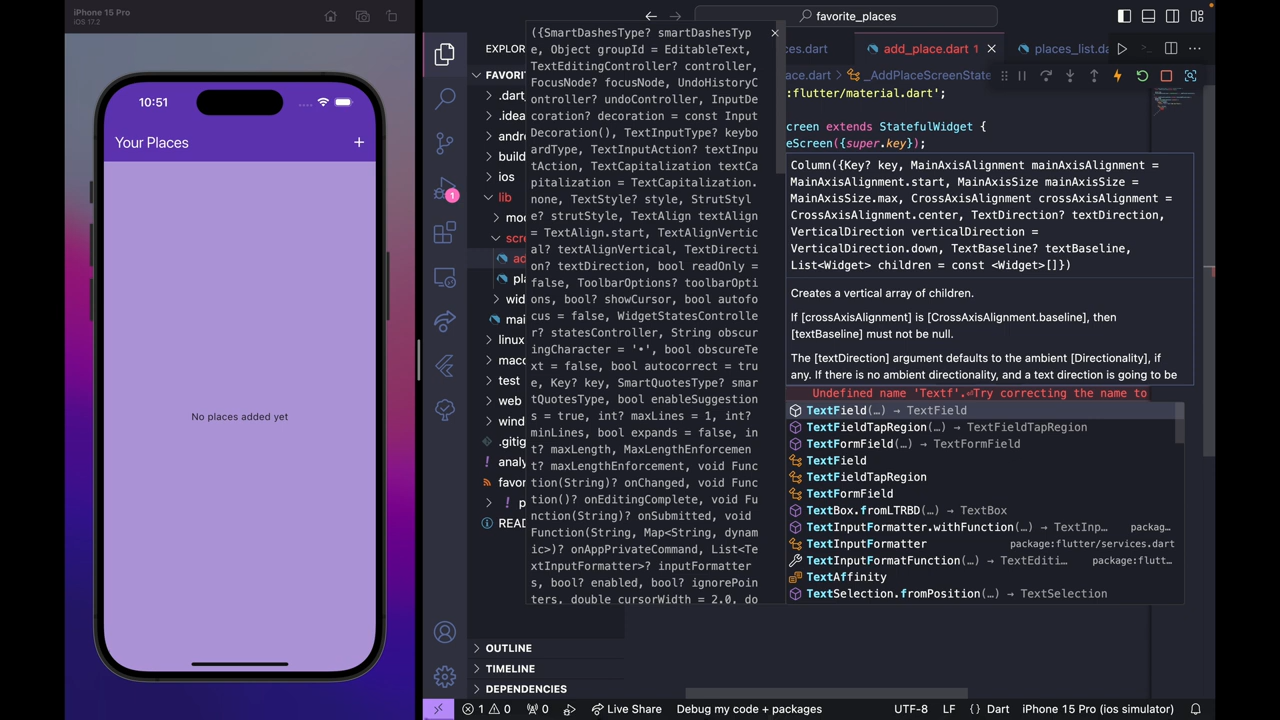 iPhone 15 Pro
iOS 17.2
10:51
Your Places
+
No places added yet
favorite_places
EXPLOR
es.dart
add_place.dart 1
places_list.da
FAVOR
ace.dart > _AddPlaceScreenState
.dart_
.idea
andro
build
ios
lib
mod
scre
ad
pla
wid
mai
linux
maco
test
web
wind
.gitig
analy
favor
p
READ
1
({SmartDashesType? smartDashesTyp
e, Object groupId = EditableText,
TextEditingController? controller,
FocusNode? focusNode, UndoHistoryC
ontroller? undoController, InputDe
coration? decoration = const Input
Decoration(), TextInputType? keybo
ardType, TextInputAction? textInpu
tAction, TextCapitalization textCa
pitalization = TextCapitalization.
none, TextStyle? style, StrutStyl
e? strutStyle, TextAlign textAlign
= TextAlign.start, TextAlignVertic
al? textAlignVertical, TextDirecti
on? textDirection, bool readOnly =
false, ToolbarOptions? toolbarOpti
ons, bool? showCursor, bool autofo
cus = false, WidgetStatesControlle
r? statesController, String obscur
ingCharacter = '•', bool obscureTe
xt = false, bool autocorrect = tru
e, Key? key, SmartQuotesType? smar
tQuotesType, bool enableSuggestion
s = true, int? maxLines = 1, int?
minLines, bool expands = false, in
t? maxLength, MaxLengthEnforcemen
t? maxLengthEnforcement, void Func
tion(String)? onChanged, void Func
tion()? onEditingComplete, void Fu
nction(String)? onSubmitted, void
Function(String, Map<String, dynam
ic>)? onAppPrivateCommand, List<Te
xtInputFormatter>? inputFormatter
s, bool? enabled, bool? ignorePoin
ters, double cursorWidth = 2.0, do
:flutter/material.dart';
screen extends StatefulWidget {
eScreen({super.key});
Column({Key? key, MainAxisAlignment mainAxisAlignment =
MainAxisAlignment.start, MainAxisSize mainAxisSize =
MainAxisSize.max, CrossAxisAlignment crossAxisAlignment =
CrossAxisAlignment.center, TextDirection? textDirection,
VerticalDirection verticalDirection =
VerticalDirection.down, TextBaseline? textBaseline,
List<Widget> children = const <Widget>[]})
Creates a vertical array of children.
If [crossAxisAlignment] is [CrossAxisAlignment.baseline], then
[textBaseline] must not be null.
The [textDirection] argument defaults to the ambient [Directionality], if
any. If there is no ambient directionality, and a text direction is going to be
Undefined name 'Textf'.⏎Try correcting the name to
TextField(…) → TextField
TextFieldTapRegion(…) → TextFieldTapRegion
TextFormField(…) → TextFormField
TextField
TextFieldTapRegion
TextFormField
TextBox.fromLTRBD(…) → TextBox
TextInputFormatter.withFunction(…) → TextInp… packag…
TextInputFormatter package:flutter/services.dart
TextInputFormatFunction(…) → TextEditi… package:flutt…
TextAffinity
TextSelection.fromPosition(…) → TextSelection
OUTLINE
TIMELINE
DEPENDENCIES
1 0 0 Live Share Debug my code + packages UTF-8 LF {} Dart iPhone 15 Pro (ios simulator)